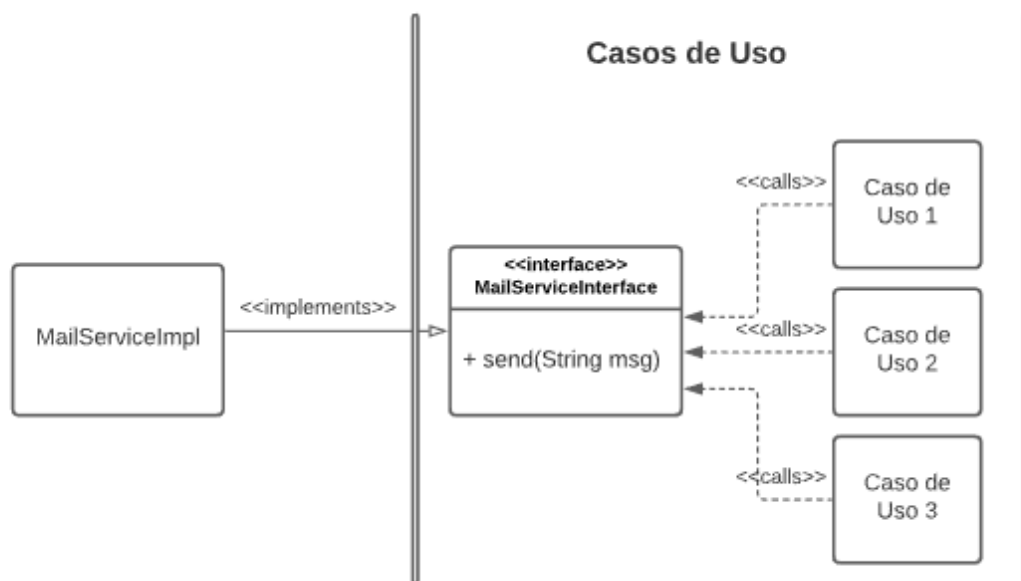 Casos de Uso
<<calls>>
Caso de
Uso 1
<<interface>>
MailServiceInterface
<<implements>>
MailServiceImpl
+ send(String msg)
<<calls>>
Caso de
Uso 2
<<calls>>
Caso de
Uso 3